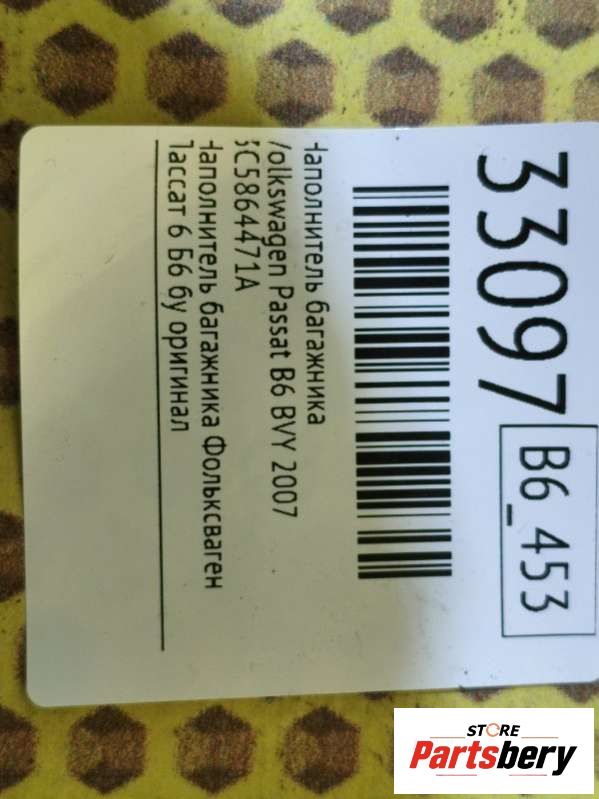 33097
B6_453
Наполнитель багажника
Volkswagen Passat B6 BVY 2007
3C5864471A
Наполнитель багажника Фольксваген
Пассат 6 Б6 бу оригинал
STORE
Partsbery